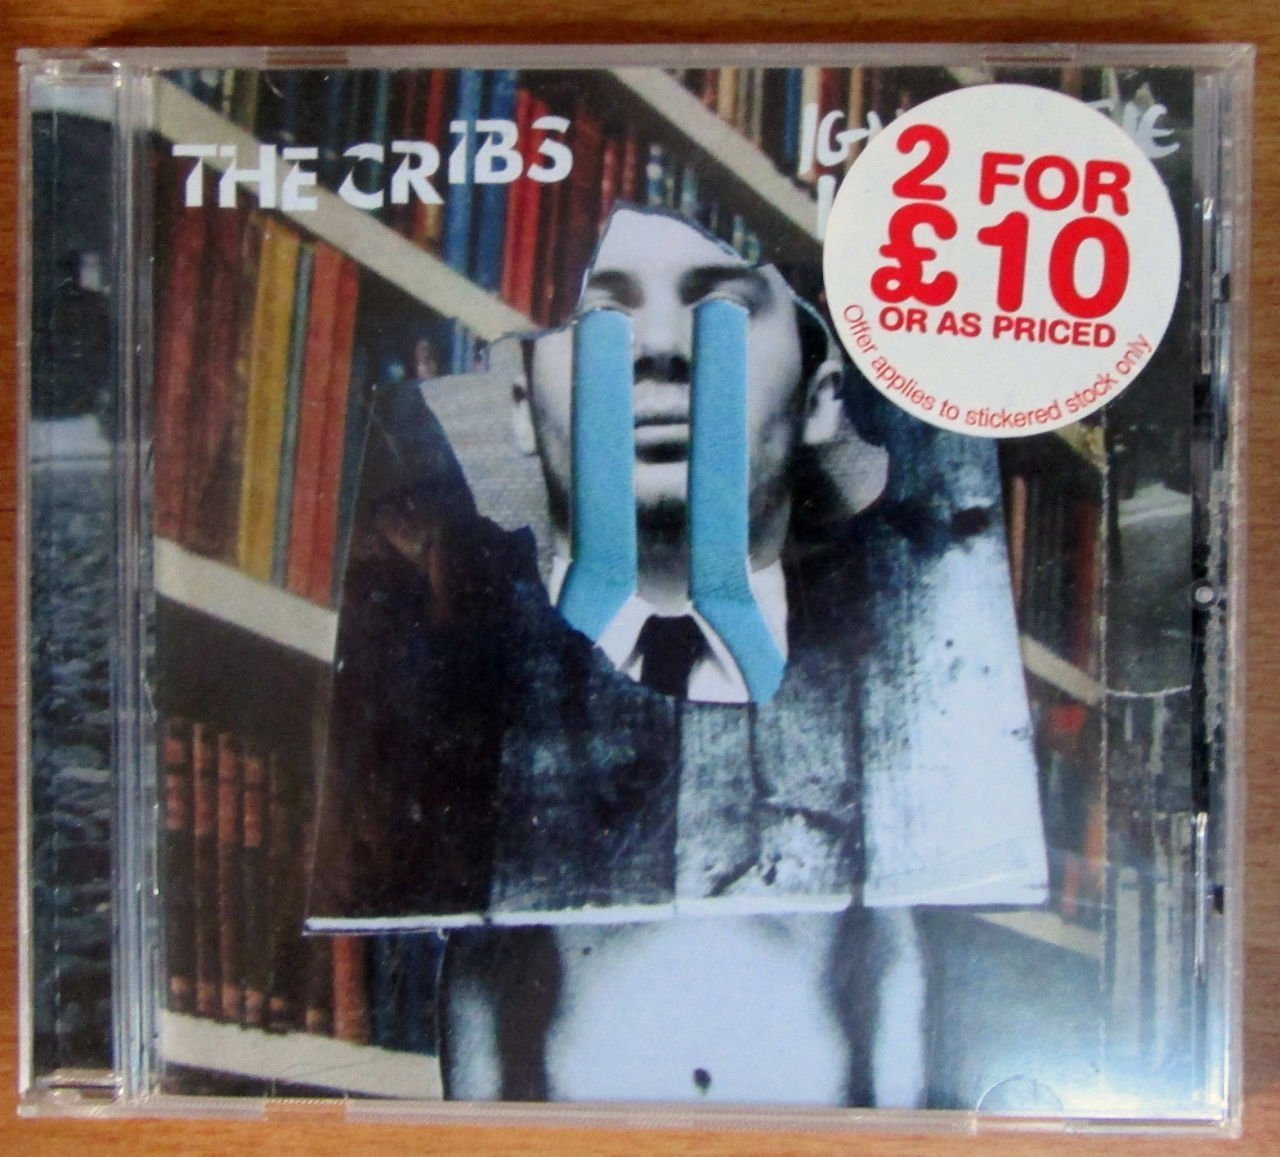 THE CRIBS
2 FOR
£10
OR AS PRICED
Offer applies to stickered stock only